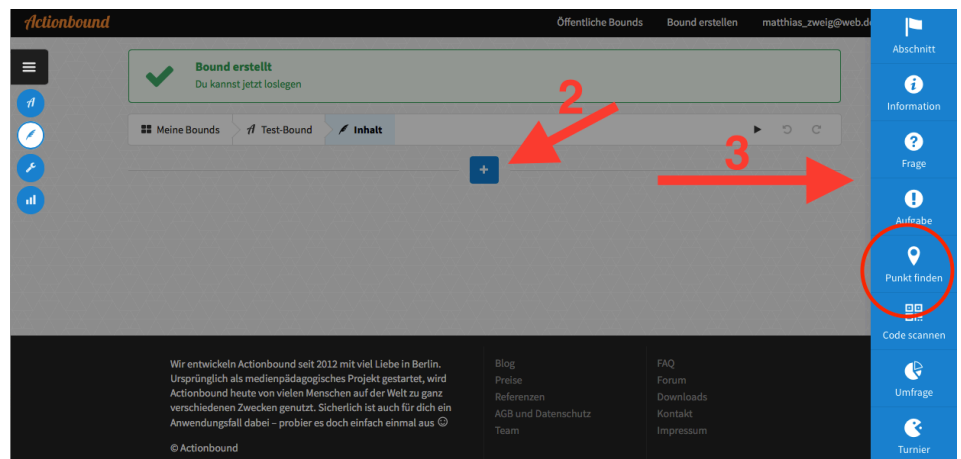 Actionbound
Öffentliche Bounds Bound erstellen matthias_zweig@web.de
Abschnitt
Bound erstellt
Du kannst jetzt loslegen
Information
2
Meine Bounds Test-Bound Inhalt
3
Frage
+
Aufgabe
Punkt finden
Code scannen
Wir entwickeln Actionbound seit 2012 mit viel Liebe in Berlin.
Ursprünglich als medienpädagogisches Projekt gestartet, wird
Actionbound heute von vielen Menschen auf der Welt zu ganz
verschiedenen Zwecken genutzt. Sicherlich ist auch für dich ein
Anwendungsfall dabei – probier es doch einfach einmal aus ☺
© Actionbound
Blog
Preise
Referenzen
AGB und Datenschutz
Team
FAQ
Forum
Downloads
Kontakt
Impressum
Umfrage
Turnier